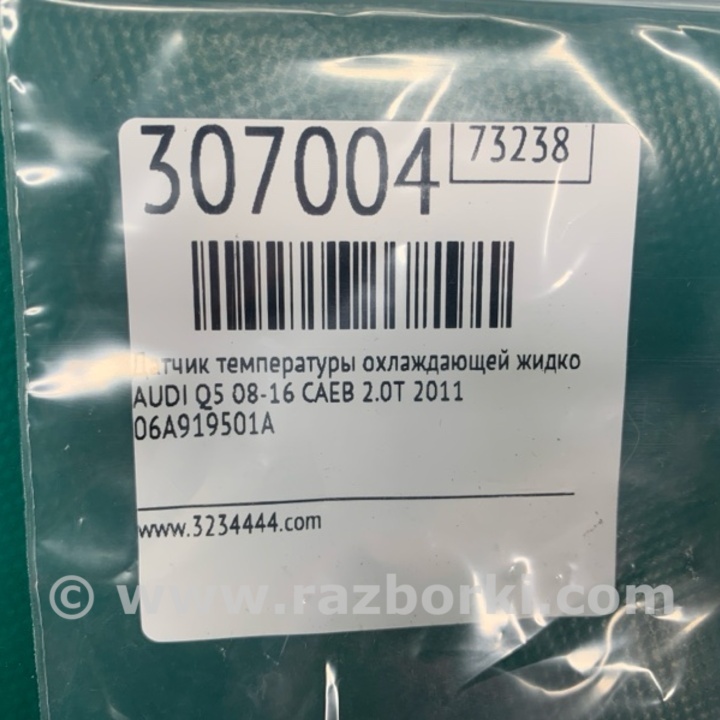 307004
73238
Датчик температуры охлаждающей жидко
AUDI Q5 08-16 CAEB 2.0T 2011
06A919501A
www.3234444.com
© www.razborki.com